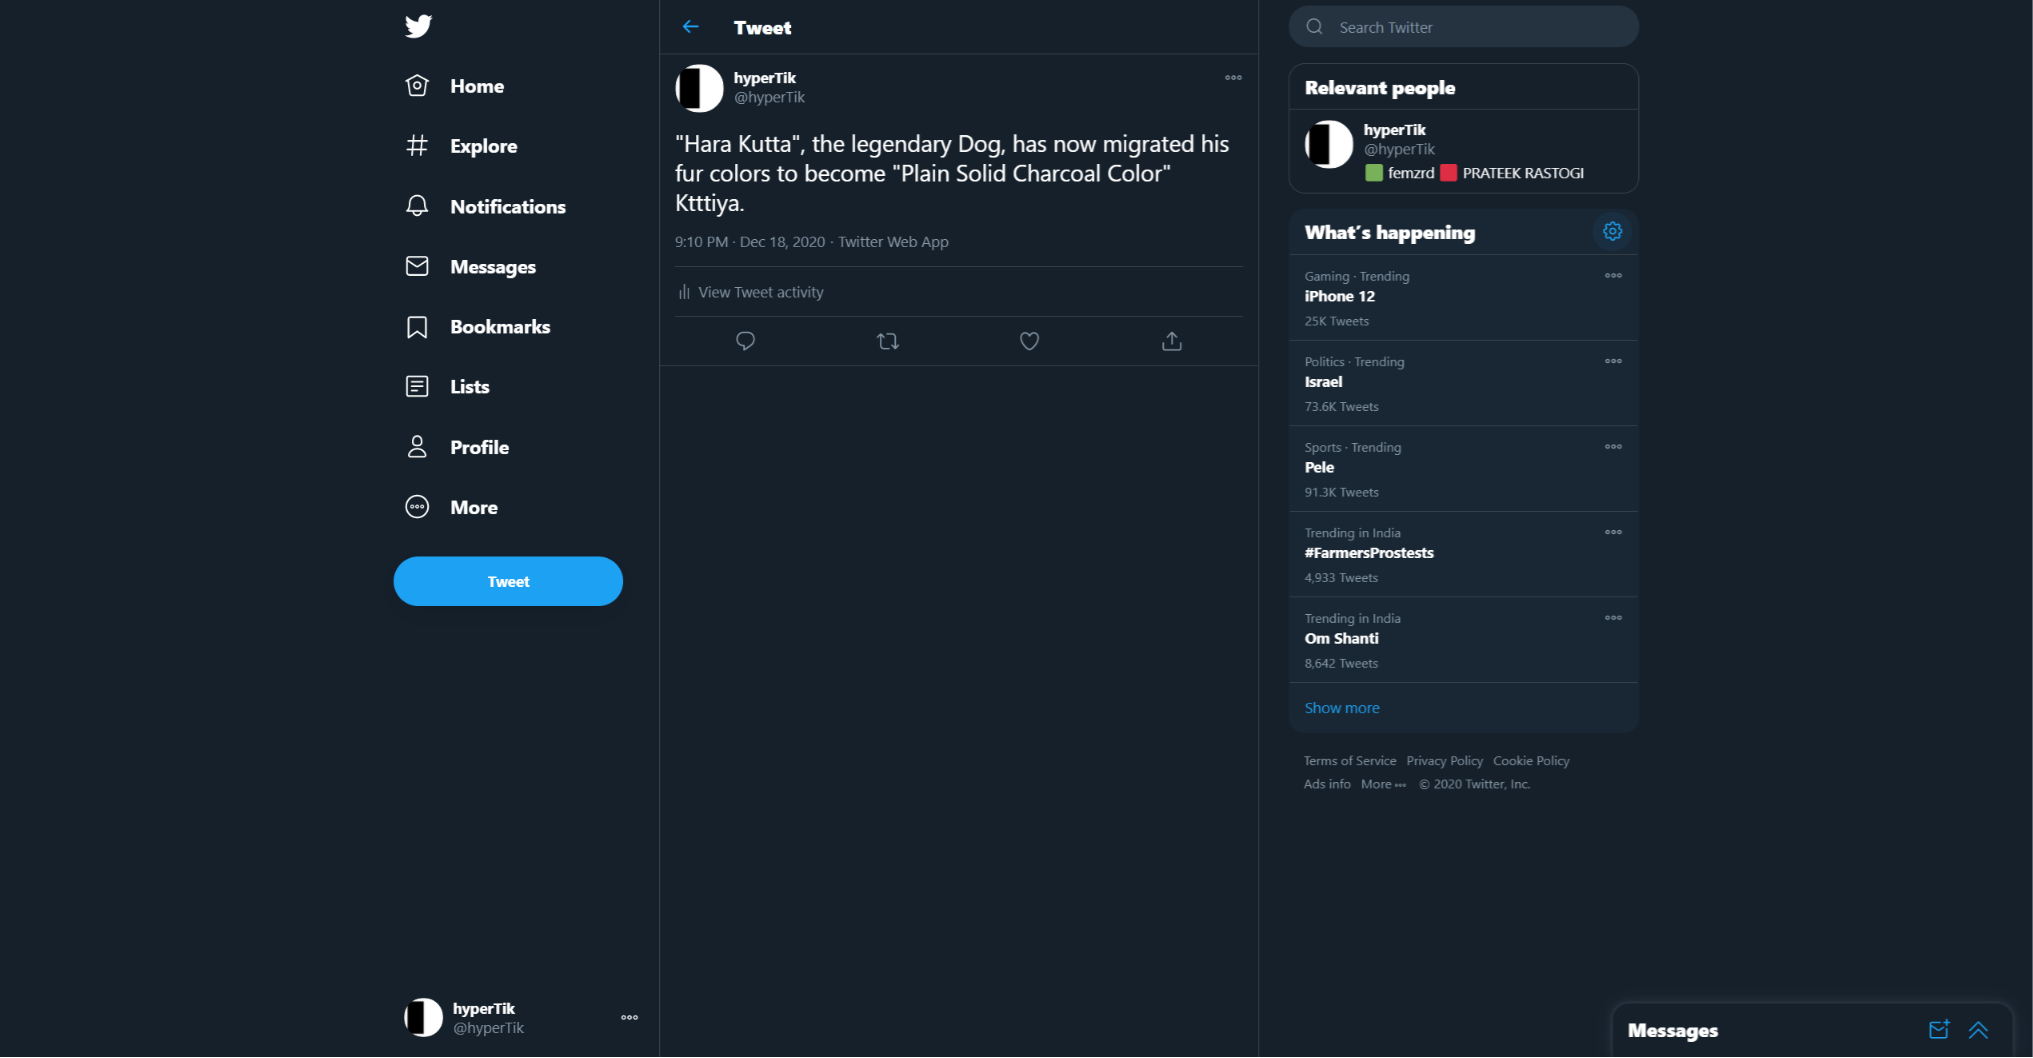 Home
Explore
Notifications
Messages
Bookmarks
Lists
Profile
More
Tweet
hyperTik
@hyperTik
Tweet
hyperTik
@hyperTik
"Hara Kutta", the legendary Dog, has now migrated his
fur colors to become "Plain Solid Charcoal Color"
Ktttiya.
9:10 PM · Dec 18, 2020 · Twitter Web App
View Tweet activity
Search Twitter
Relevant people
hyperTik
@hyperTik
femzrd PRATEEK RASTOGI
What's happening
Gaming · Trending
iPhone 12
25K Tweets
Politics · Trending
Israel
73.6K Tweets
Sports · Trending
Pele
91.3K Tweets
Trending in India
#FarmersProstests
4,933 Tweets
Trending in India
Om Shanti
8,642 Tweets
Show more
Terms of Service Privacy Policy Cookie Policy
Ads info More © 2020 Twitter, Inc.
Messages